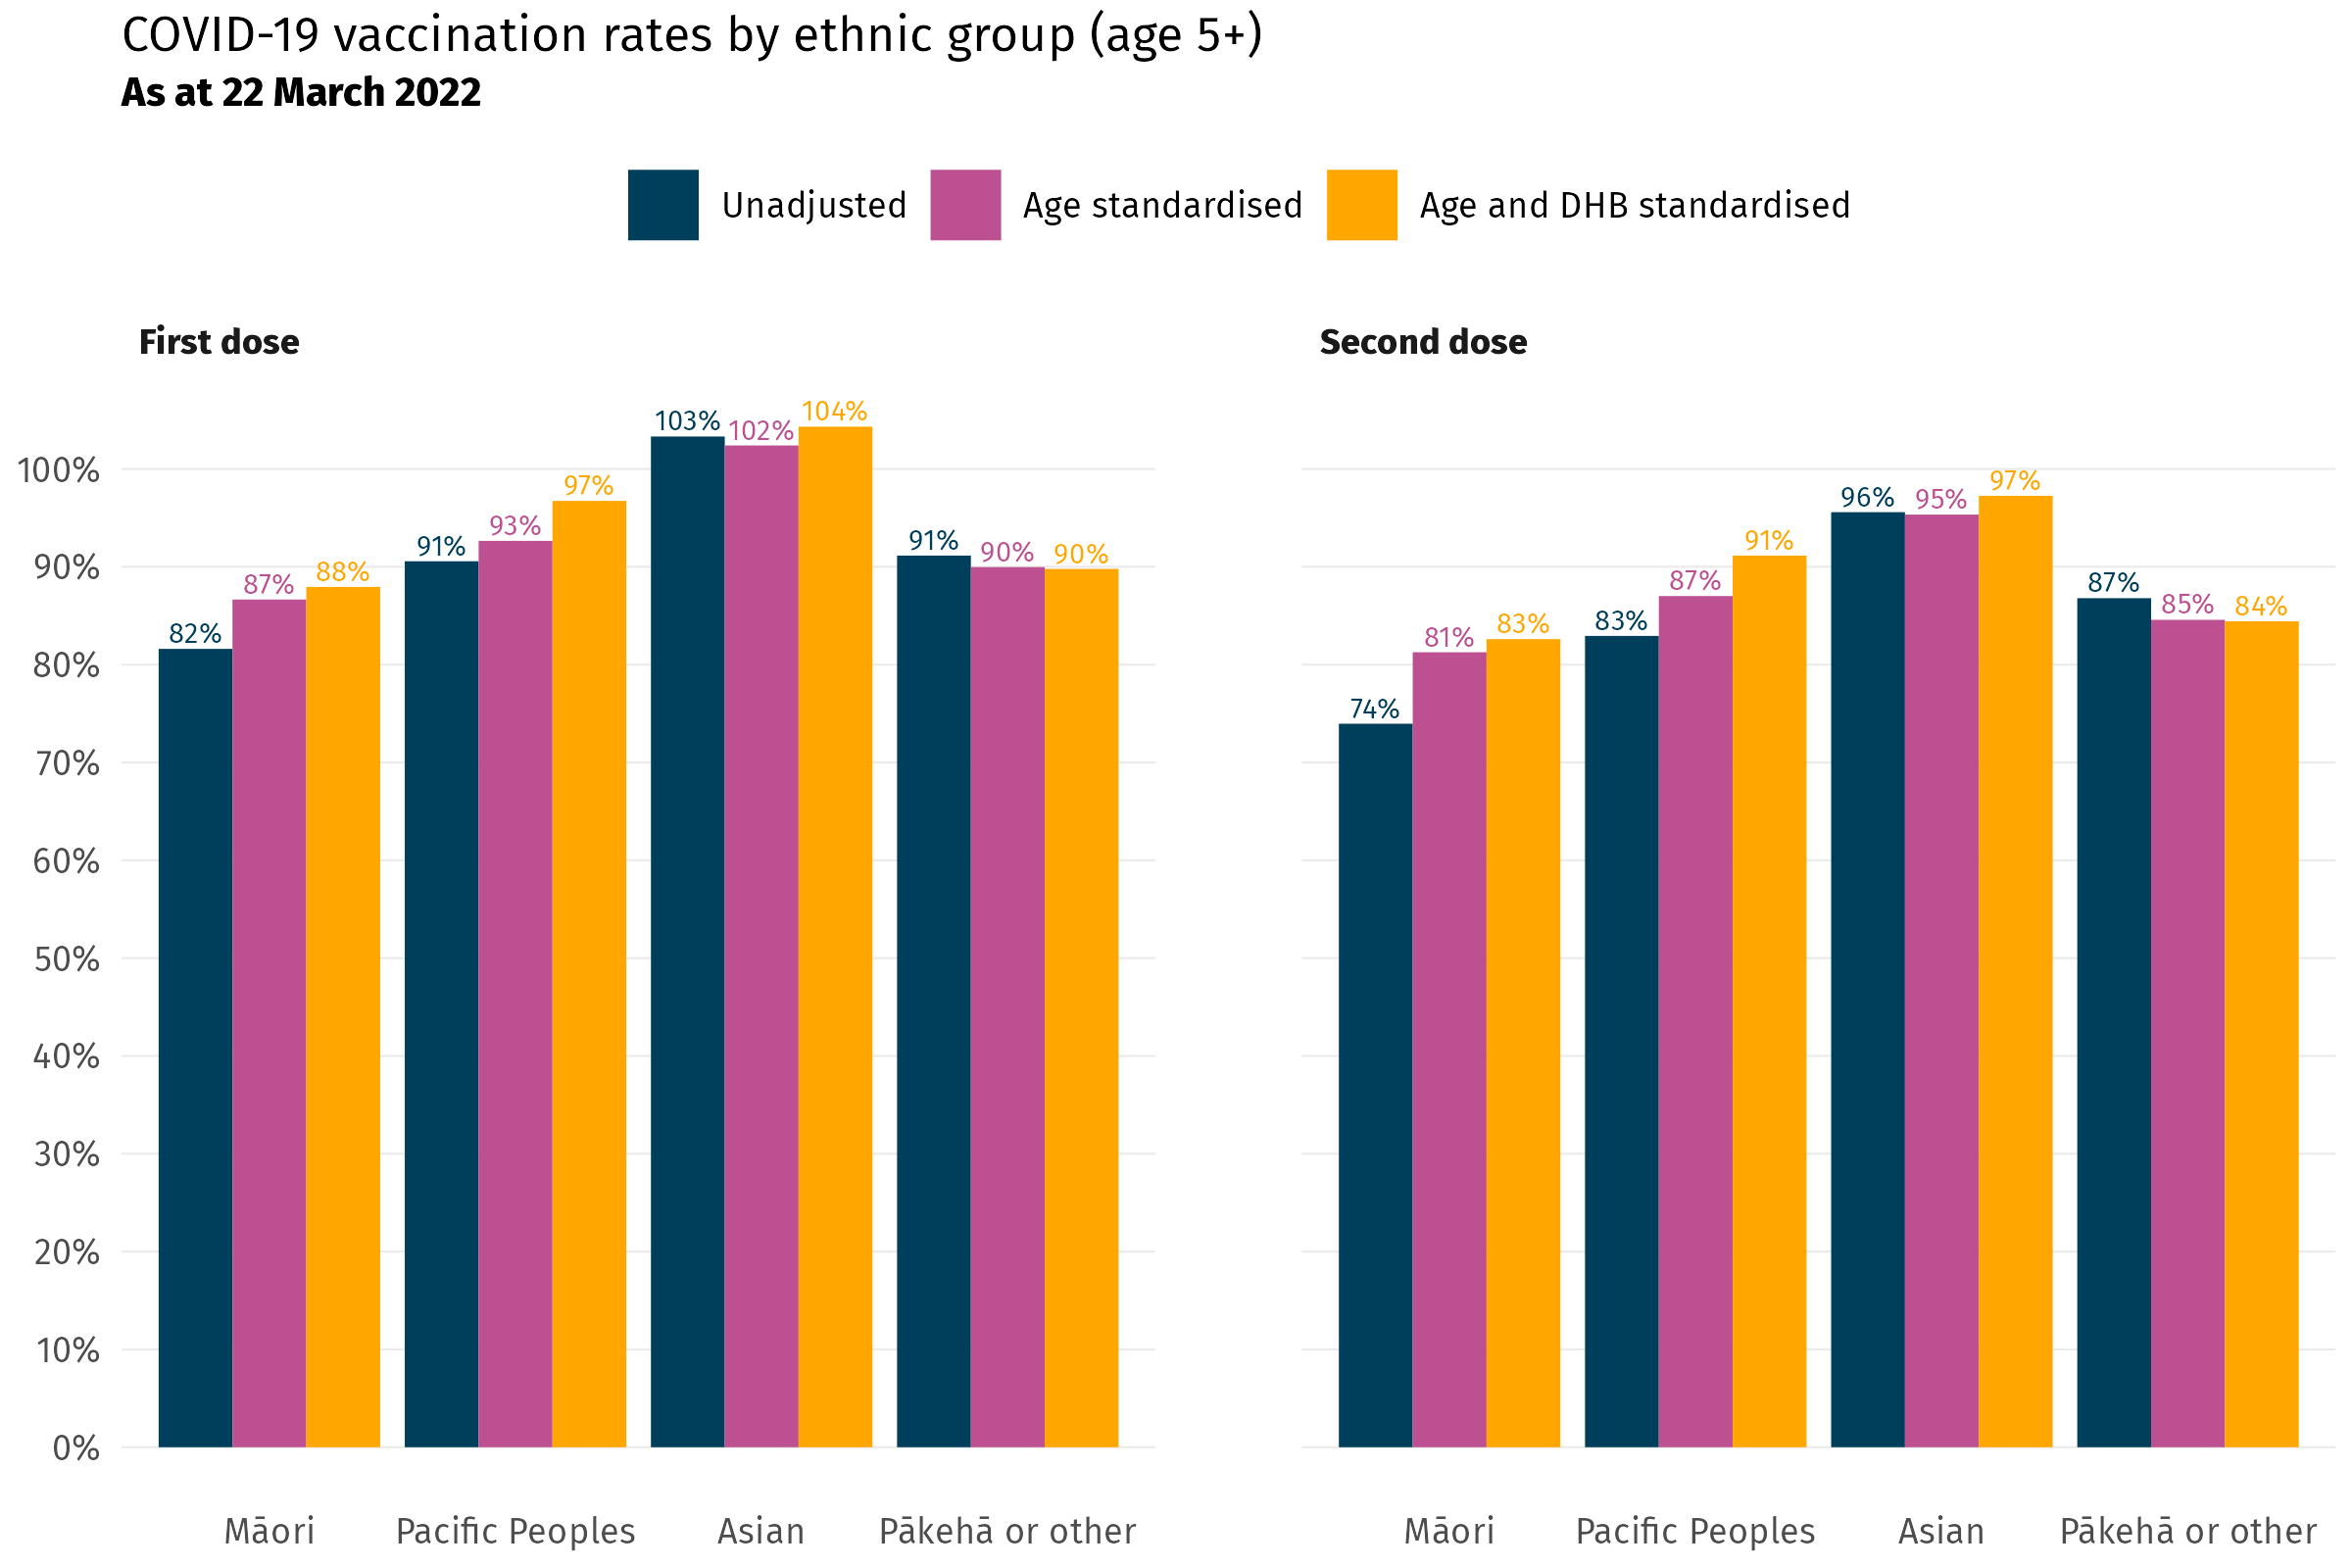 COVID-19 vaccination rates by ethnic group (age 5+)
As at 22 March 2022
Unadjusted
Age standardised
Age and DHB standardised
First dose
100%
90%
80%
70%
60%
50%
40%
30%
20%
10%
0%
82%
87%
88%
91%
93%
97%
103%
102%
104%
91%
90%
90%
Māori
Pacific Peoples
Asian
Pākehā or other
Second dose
74%
81%
83%
83%
87%
91%
96%
95%
97%
87%
85%
84%
Māori
Pacific Peoples
Asian
Pākehā or other